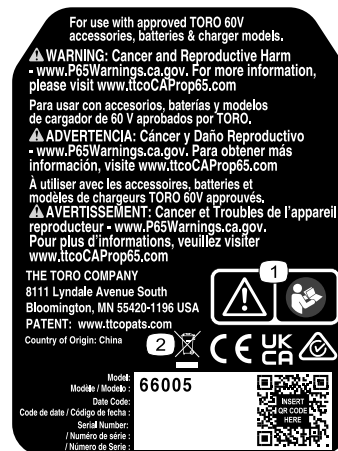 For use with approved TORO 60V
accessories, batteries & charger models.
WARNING: Cancer and Reproductive Harm
- www.P65Warnings.ca.gov. For more information,
please visit www.ttcoCAProp65.com
Para usar con accesorios, baterías y modelos
de cargador de 60 V aprobados por TORO.
ADVERTENCIA: Cáncer y Daño Reproductivo
- www.P65Warnings.ca.gov. Para obtener más
información, visite www.ttcoCAProp65.com
À utiliser avec les accessoires, batteries et
modèles de chargeurs TORO 60V approuvés.
AVERTISSEMENT: Cancer et Troubles de l'appareil
reproducteur - www.P65Warnings.ca.gov.
Pour plus d'informations, veuillez visiter
www.ttcoCAProp65.com
THE TORO COMPANY
8111 Lyndale Avenue South
Bloomington, MN 55420-1196 USA
PATENT: www.ttcopats.com
Country of Origin: China
1
2
CE UK CA
Model:
Modèle / Modelo :
66005
Date Code:
Code de date / Código de fecha :
Serial Number:
/ Numéro de série :
/ Número de Serie :
INSERT
QR CODE
HERE